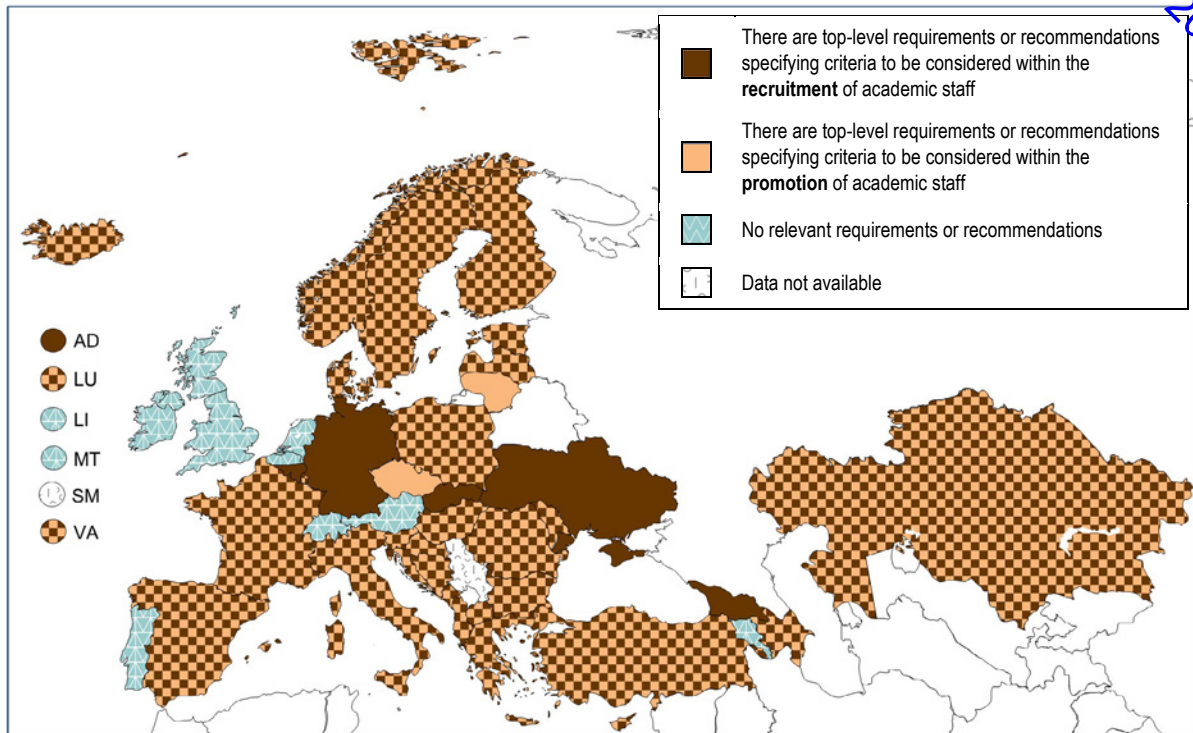 There are top-level requirements or recommendations
specifying criteria to be considered within the
recruitment of academic staff
There are top-level requirements or recommendations
specifying criteria to be considered within the
promotion of academic staff
No relevant requirements or recommendations
Data not available
AD
LU
LI
MT
SM
VA